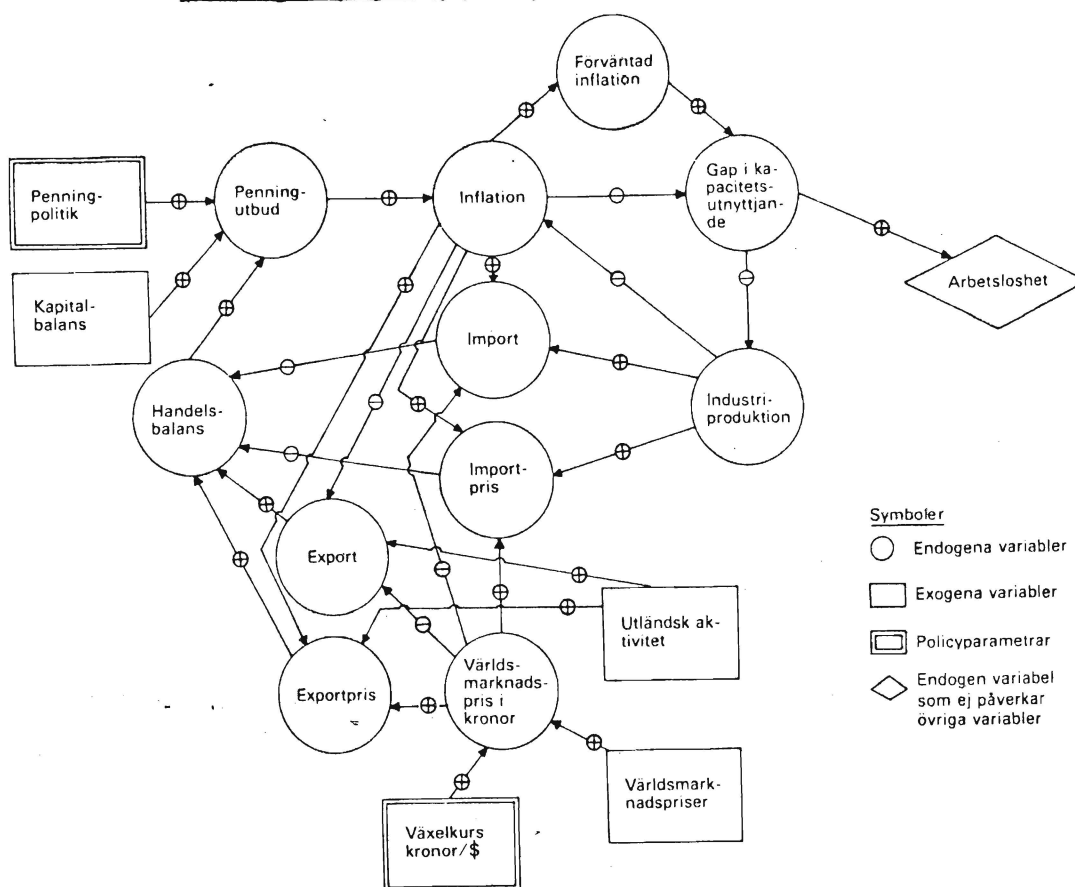 Förväntad
inflation
Penning-
politik
Penning-
utbud
Inflation
Gap i ka-
pacitets-
utnyttjan-
de
Kapital-
balans
Arbetsloshet
Import
Handels-
balans
Industri-
produktion
Import-
pris
Export
Utländsk ak-
tivitet
Exportpris
Världs-
marknads-
pris i
kronor
Världsmark-
nadspriser
Växelkurs
kronor/$
Symboler
Endogena variabler
Exogena variabler
Policyparametrar
Endogen variabel
som ej påverkar
övriga variabler